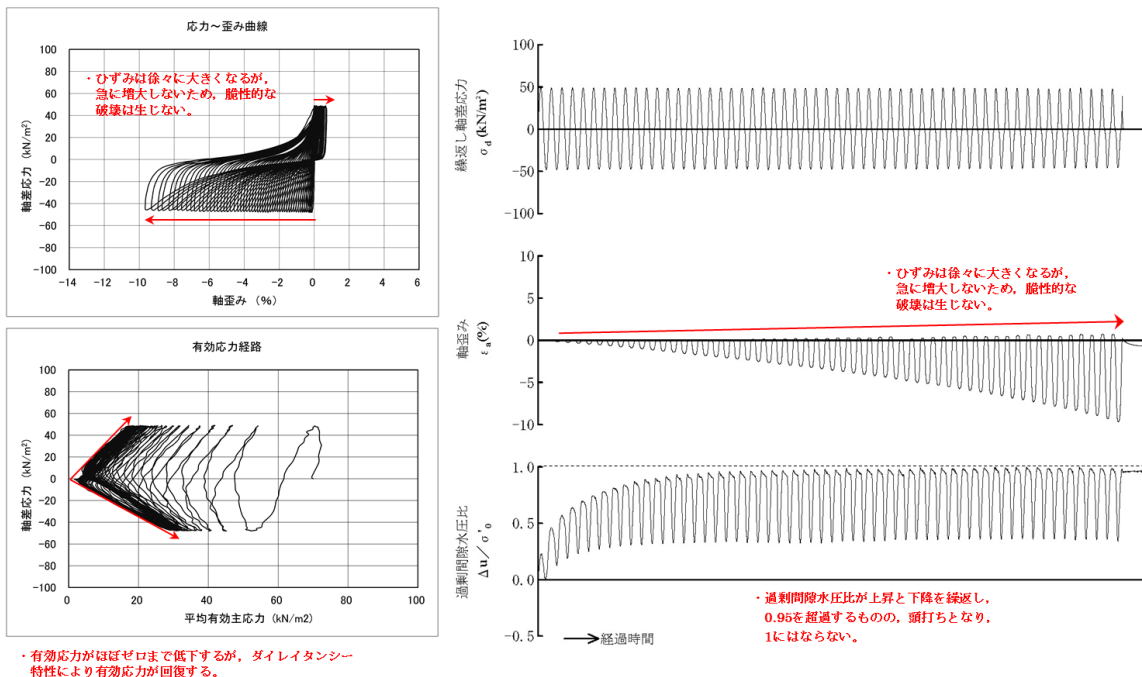 応力～歪み曲線
・ひずみは徐々に大きくなるが，
急に増大しないため，脆性的な
破壊は生じない。
軸差応力（kN/m²）
100
80
60
40
20
0
-20
-40
-60
-80
-100
-14 -12 -10 -8 -6 -4 -2 0 2 4 6
軸歪み（%）
有効応力経路
軸差応力（kN/m²）
100
80
60
40
20
0
-20
-40
-60
-80
-100
0 20 40 60 80 100
平均有効主応力（kN/m2）
・有効応力がほぼゼロまで低下するが，ダイレイタンシー
特性により有効応力が回復する。
繰返し軸差応力
σd(kN/m²)
100
50
0
-50
-100
軸歪み
εa(%)
10
5
0
-5
-10
・ひずみは徐々に大きくなるが，
急に増大しないため，脆性的な
破壊は生じない。
過剰間隙水圧比
Δu／σ'0
1.0
0.5
0.0
-0.5
経過時間
・過剰間隙水圧比が上昇と下降を繰返し，
0.95を超過するものの，頭打ちとなり，
1にはならない。